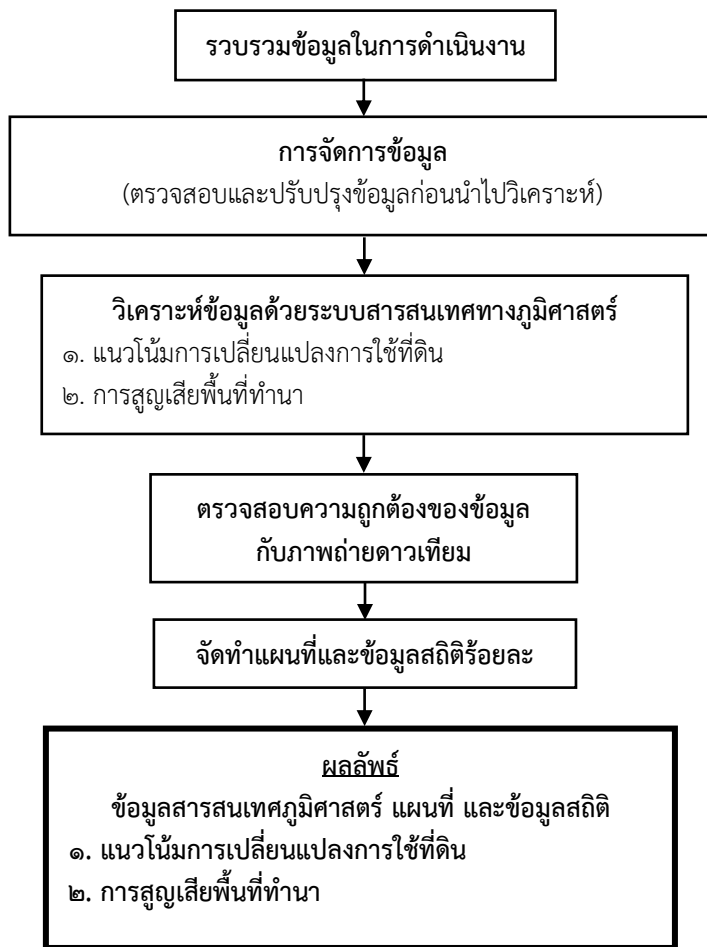 รวบรวมข้อมูลในการดำเนินงาน
การจัดการข้อมูล
(ตรวจสอบและปรับปรุงข้อมูลก่อนนำไปวิเคราะห์)
วิเคราะห์ข้อมูลด้วยระบบสารสนเทศทางภูมิศาสตร์
๑. แนวโน้มการเปลี่ยนแปลงการใช้ที่ดิน
๒. การสูญเสียพื้นที่ทำนา
ตรวจสอบความถูกต้องของข้อมูล
กับภาพถ่ายดาวเทียม
จัดทำแผนที่และข้อมูลสถิติร้อยละ
ผลลัพธ์
ข้อมูลสารสนเทศภูมิศาสตร์ แผนที่ และข้อมูลสถิติ
๑. แนวโน้มการเปลี่ยนแปลงการใช้ที่ดิน
๒. การสูญเสียพื้นที่ทำนา